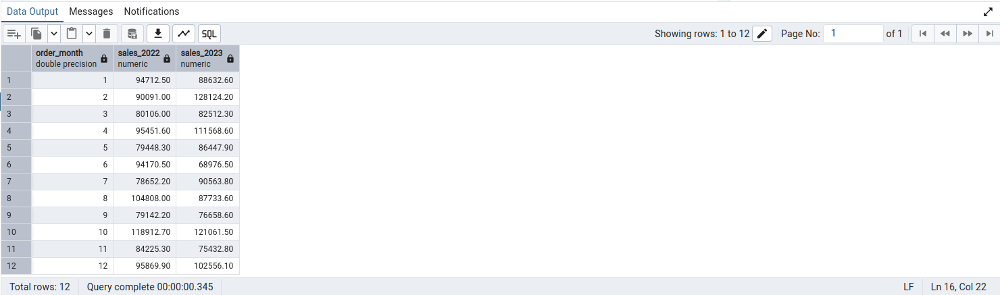 Data Output Messages Notifications
SQL Showing rows: 1 to 12 Page No: 1 of 1
order_month sales_2022 sales_2023
double precision numeric numeric
1 1 94712.50 88632.60
2 2 90091.00 128124.20
3 3 80106.00 82512.30
4 4 95451.60 111568.60
5 5 79448.30 86447.90
6 6 94170.50 68976.50
7 7 78652.20 90563.80
8 8 104808.00 87733.60
9 9 79142.20 76658.60
10 10 118912.70 121061.50
11 11 84225.30 75432.80
12 12 95869.90 102556.10
Total rows: 12 Query complete 00:00:00.345 LF Ln 16, Col 22